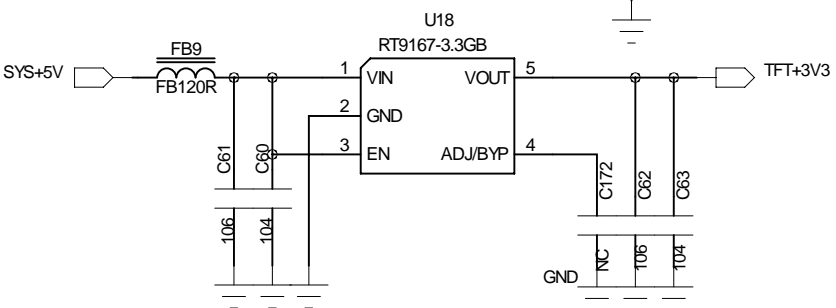 U18
RT9167-3.3GB
SYS+5V
FB9
FB120R
1
VIN
VOUT
5
TFT+3V3
2
GND
3
EN
ADJ/BYP
4
C61
C60
C172
C62
C63
106
104
GND
NC
106
104